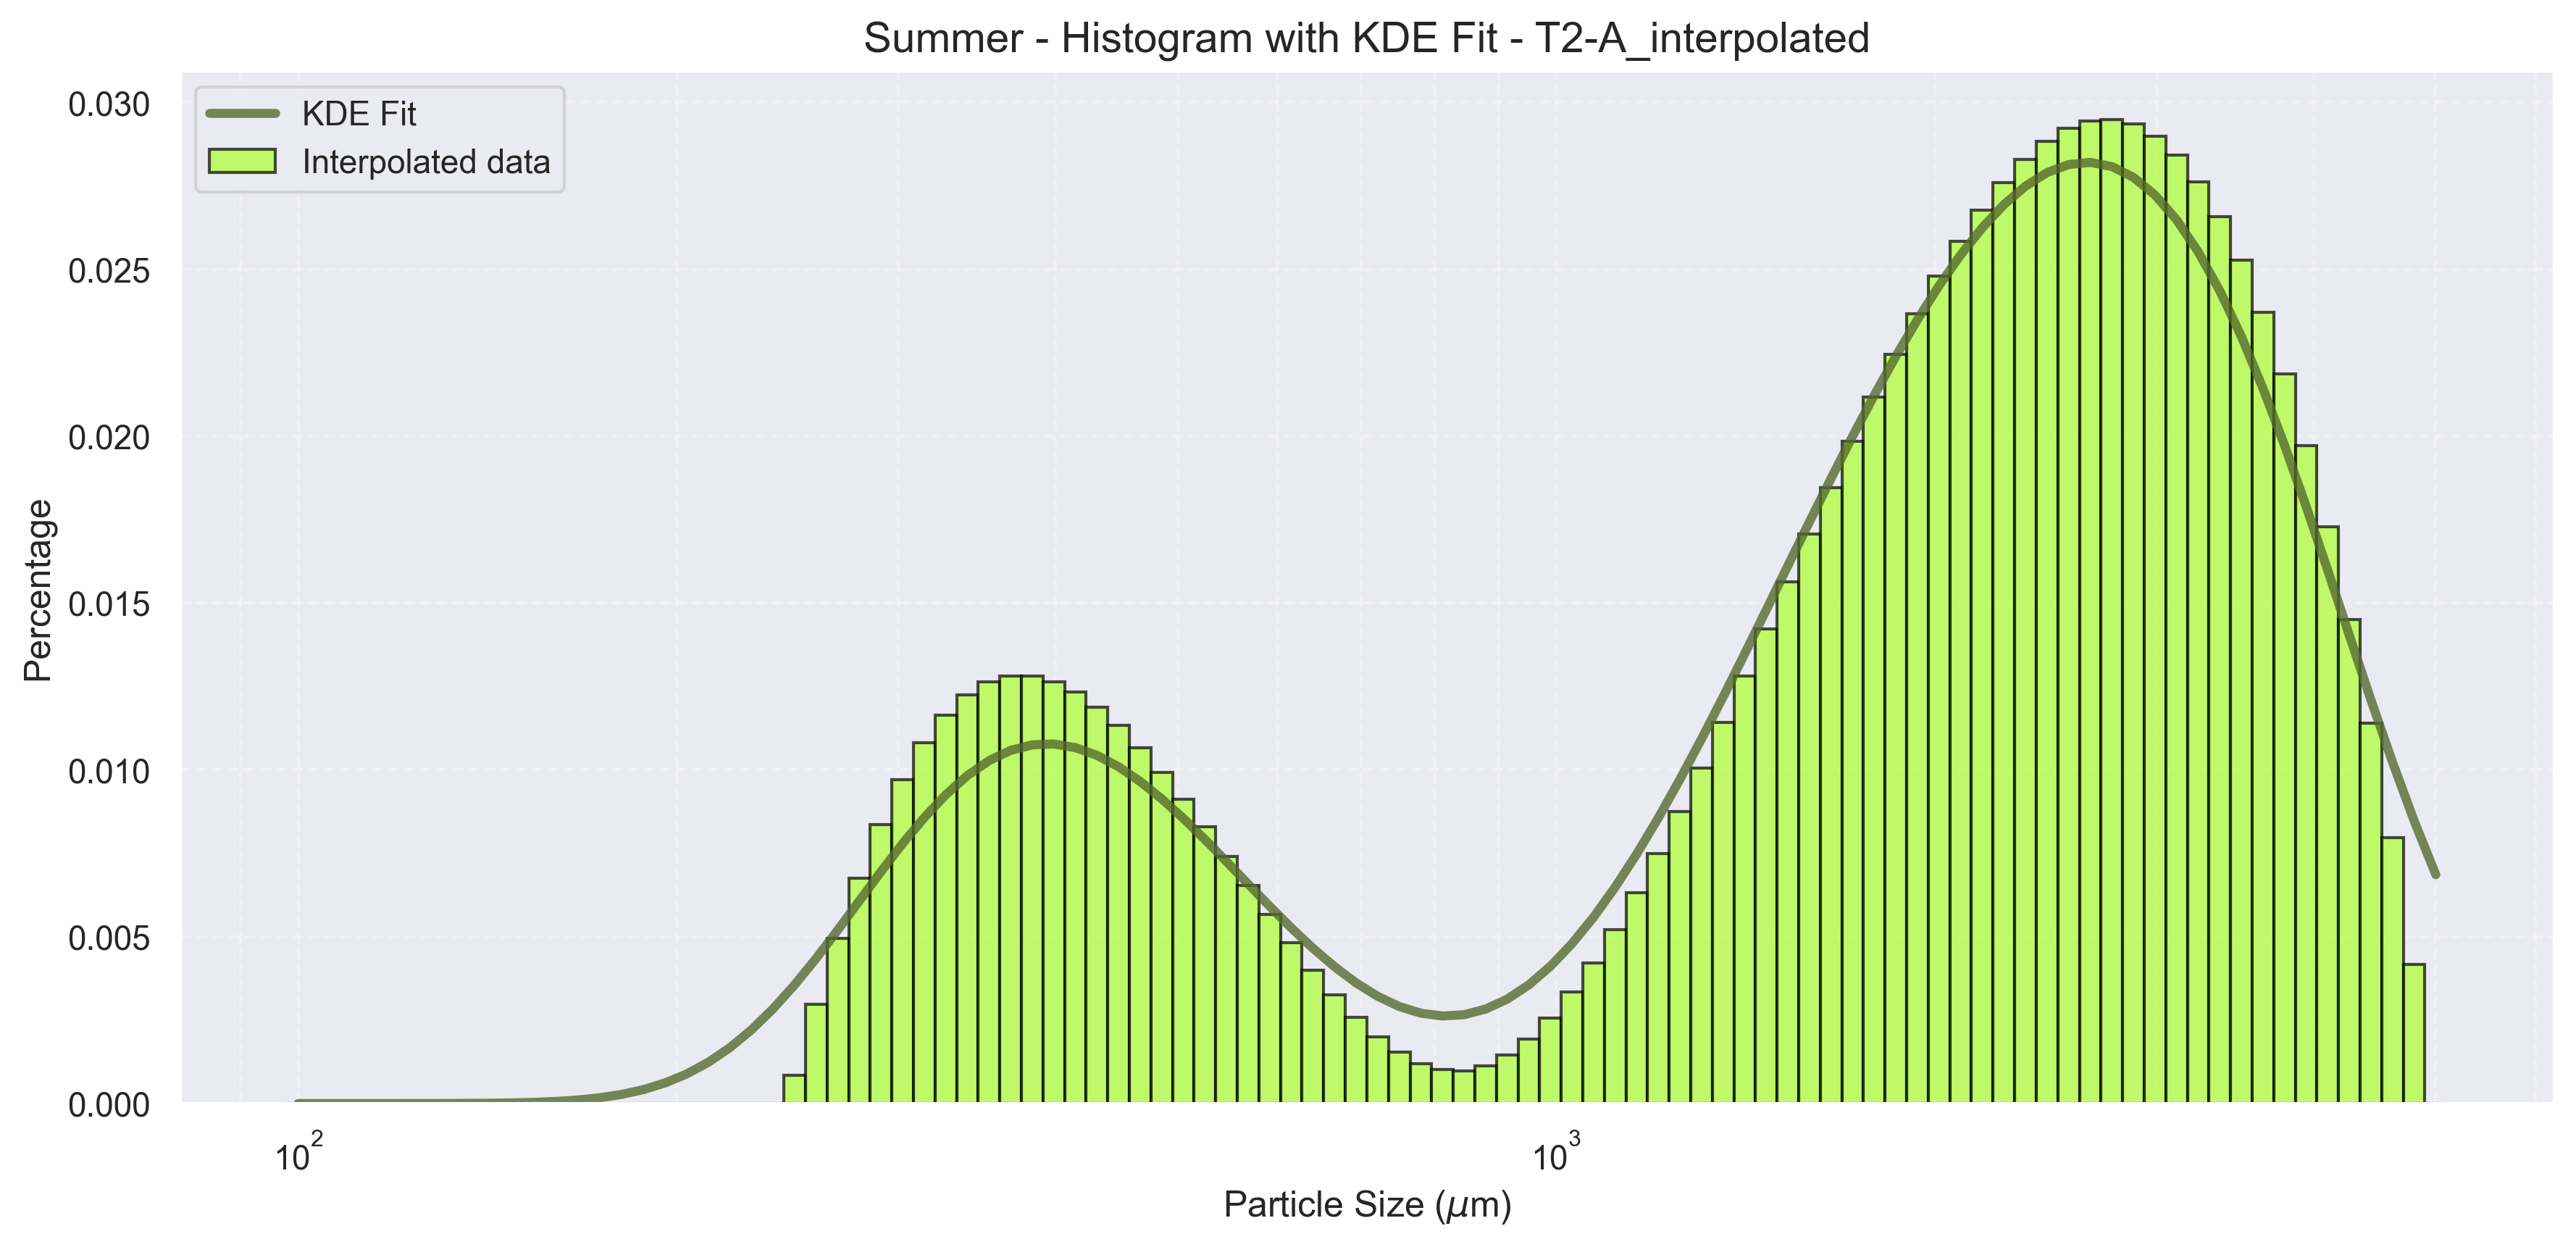 Summer - Histogram with KDE Fit - T2-A_interpolated
KDE Fit
Interpolated data
0.030
0.025
0.020
0.015
0.010
0.005
0.000
Percentage
10²
10³
Particle Size (μm)